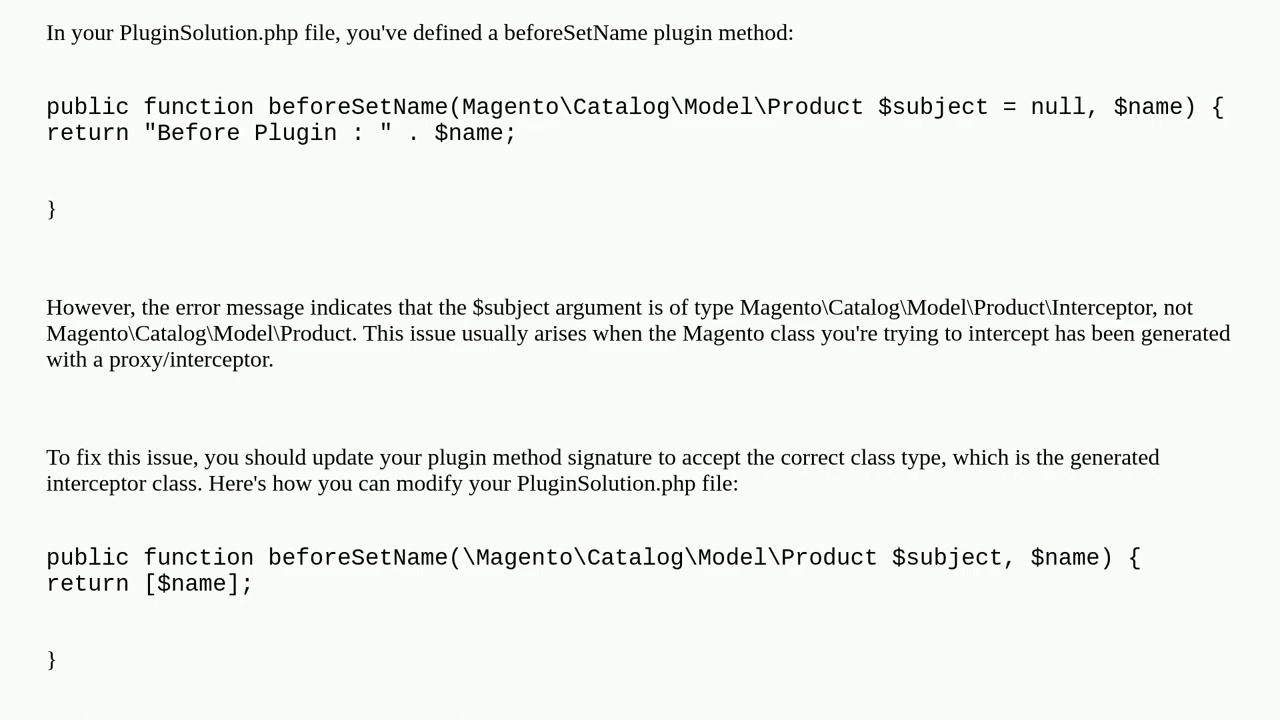 In your PluginSolution.php file, you've defined a beforeSetName plugin method:
public function beforeSetName(Magento\Catalog\Model\Product $subject = null, $name) {
return "Before Plugin : " . $name;
}
However, the error message indicates that the $subject argument is of type Magento\Catalog\Model\Product\Interceptor, not
Magento\Catalog\Model\Product. This issue usually arises when the Magento class you're trying to intercept has been generated
with a proxy/interceptor.
To fix this issue, you should update your plugin method signature to accept the correct class type, which is the generated
interceptor class. Here's how you can modify your PluginSolution.php file:
public function beforeSetName(\Magento\Catalog\Model\Product $subject, $name) {
return [$name];
}